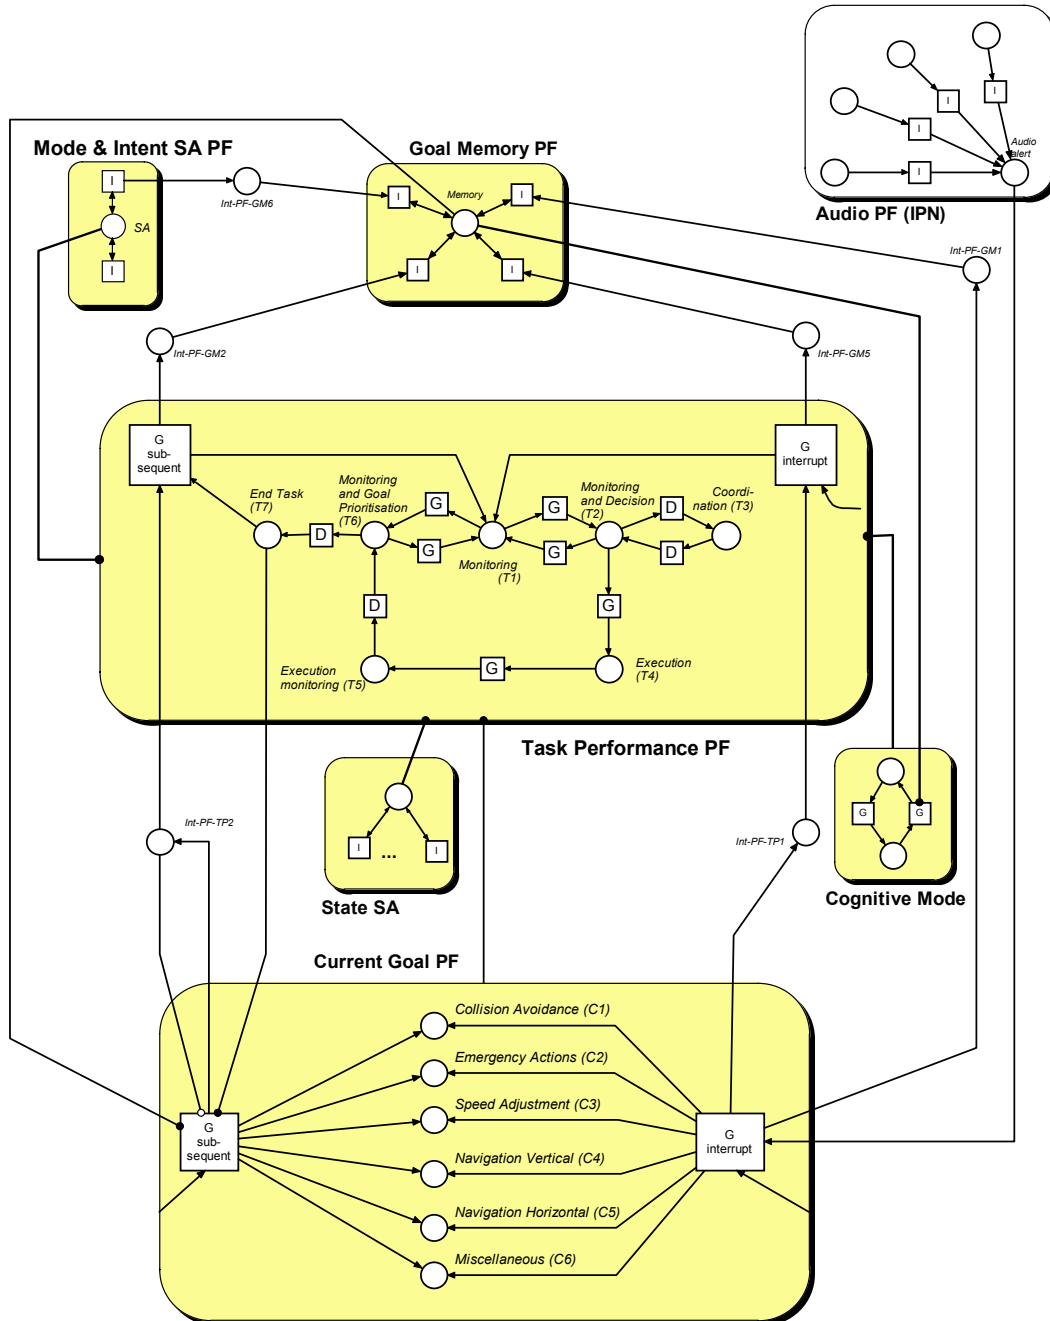 I
I
I
I
Audio
alert
Audio PF (IPN)
Mode & Intent SA PF
I
SA
I
Int-PF-GM6
Goal Memory PF
Memory
I
I
I
I
Int-PF-GM1
Int-PF-GM2
Int-PF-GM5
G
sub-
sequent
G
interrupt
End Task
(T7)
Monitoring
and Goal
Prioritisation
(T6)
Monitoring
and Decision
(T2)
Coordi-
nation (T3)
G
G
D
D
G
G
D
Monitoring
(T1)
D
G
Execution
monitoring (T5)
G
Execution
(T4)
Task Performance PF
I
...
I
State SA
Int-PF-TP2
Int-PF-TP1
G
G
Cognitive Mode
Current Goal PF
Collision Avoidance (C1)
Emergency Actions (C2)
Speed Adjustment (C3)
Navigation Vertical (C4)
Navigation Horizontal (C5)
Miscellaneous (C6)
G
sub-
sequent
G
interrupt